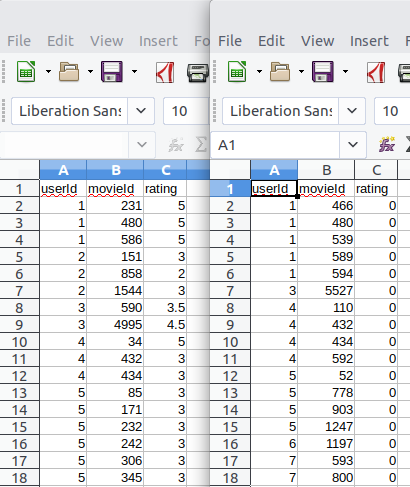 File Edit View Insert Fo
Liberation Sans 10
A B C
1 userId movieId rating
2 1 231 5
3 1 480 5
4 1 586 5
5 2 151 3
6 2 858 2
7 2 1544 3
8 3 590 3.5
9 3 4995 4.5
10 4 34 5
11 4 432 3
12 4 434 3
13 5 85 3
14 5 171 3
15 5 232 3
16 5 242 3
17 5 306 3
18 5 345 3
File Edit View Insert
Liberation Sans 10
A1
A B C
1 userId movieId rating
2 1 466 0
3 1 480 0
4 1 539 0
5 1 589 0
6 1 594 0
7 3 5527 0
8 4 110 0
9 4 432 0
10 4 434 0
11 4 592 0
12 5 52 0
13 5 778 0
14 5 903 0
15 5 1247 0
16 6 1197 0
17 7 593 0
18 7 800 0